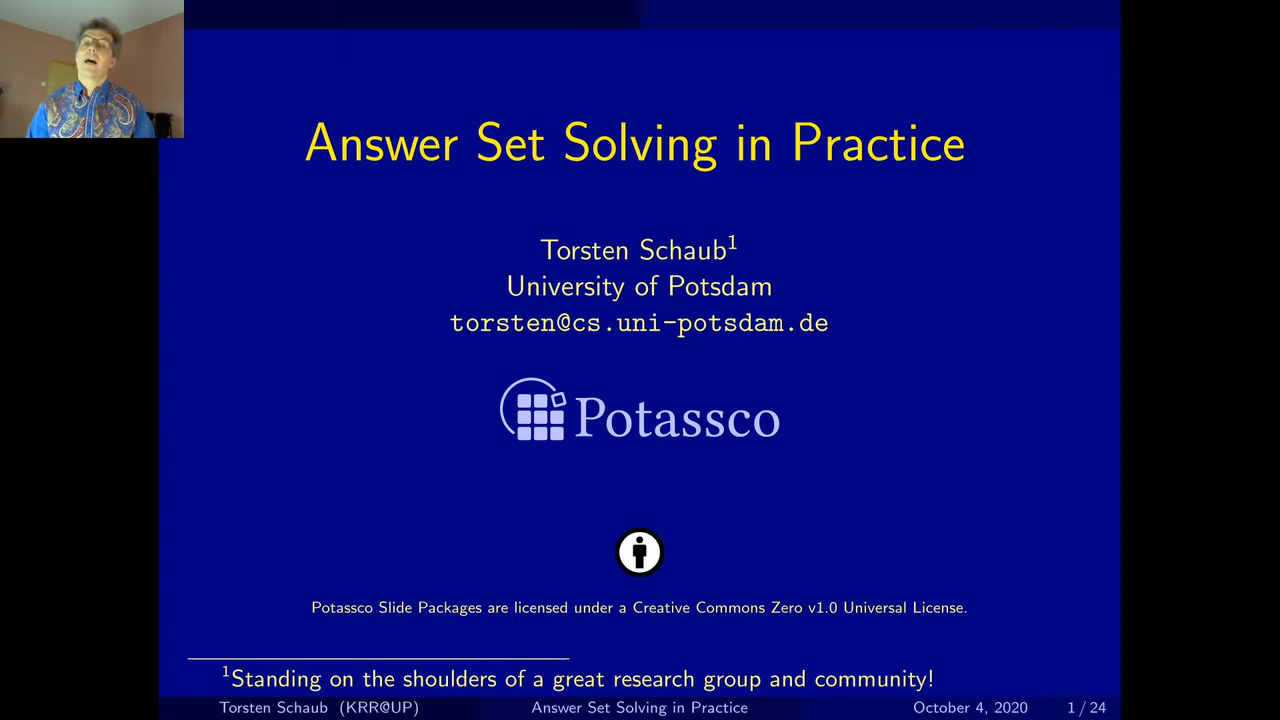 Answer Set Solving in Practice
Torsten Schaub1
University of Potsdam
torsten@cs.uni-potsdam.de
Potassco
Potassco Slide Packages are licensed under a Creative Commons Zero v1.0 Universal License.
1Standing on the shoulders of a great research group and community!
Torsten Schaub (KRR@UP) Answer Set Solving in Practice October 4, 2020 1 / 24